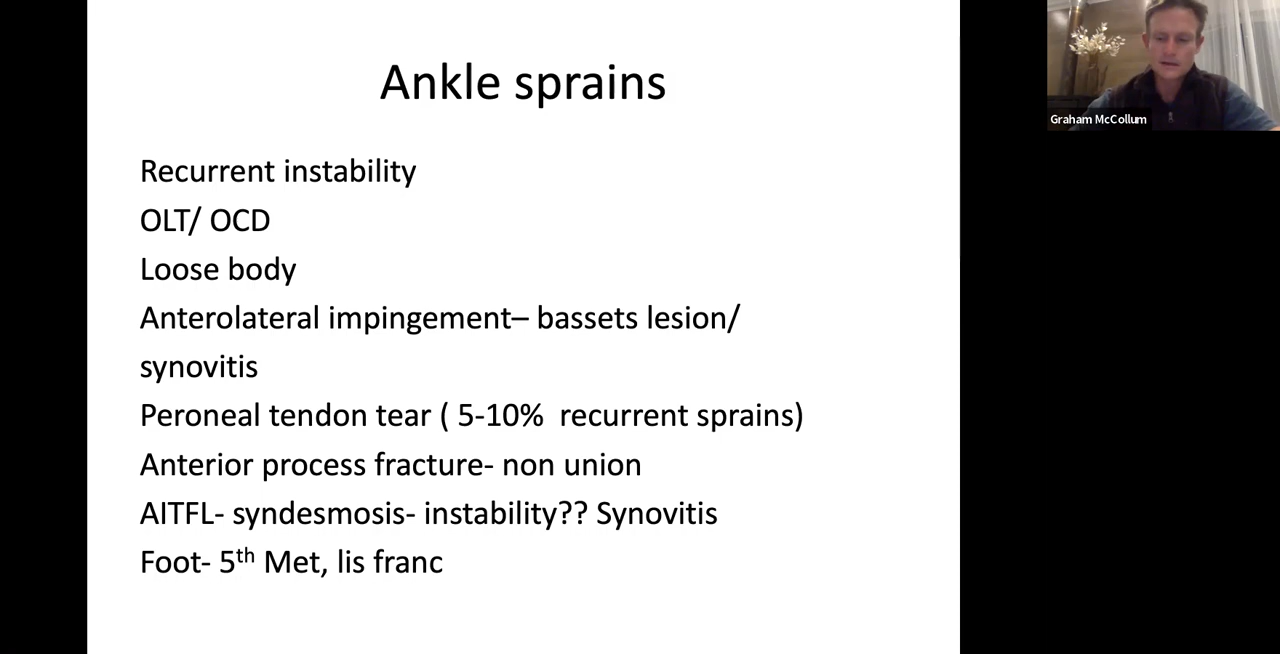 Ankle sprains
Recurrent instability
OLT/ OCD
Loose body
Anterolateral impingement– bassets lesion/
synovitis
Peroneal tendon tear ( 5-10%  recurrent sprains)
Anterior process fracture- non union
AITFL- syndesmosis- instability?? Synovitis
Foot- 5th Met, lis franc
Graham McCollum